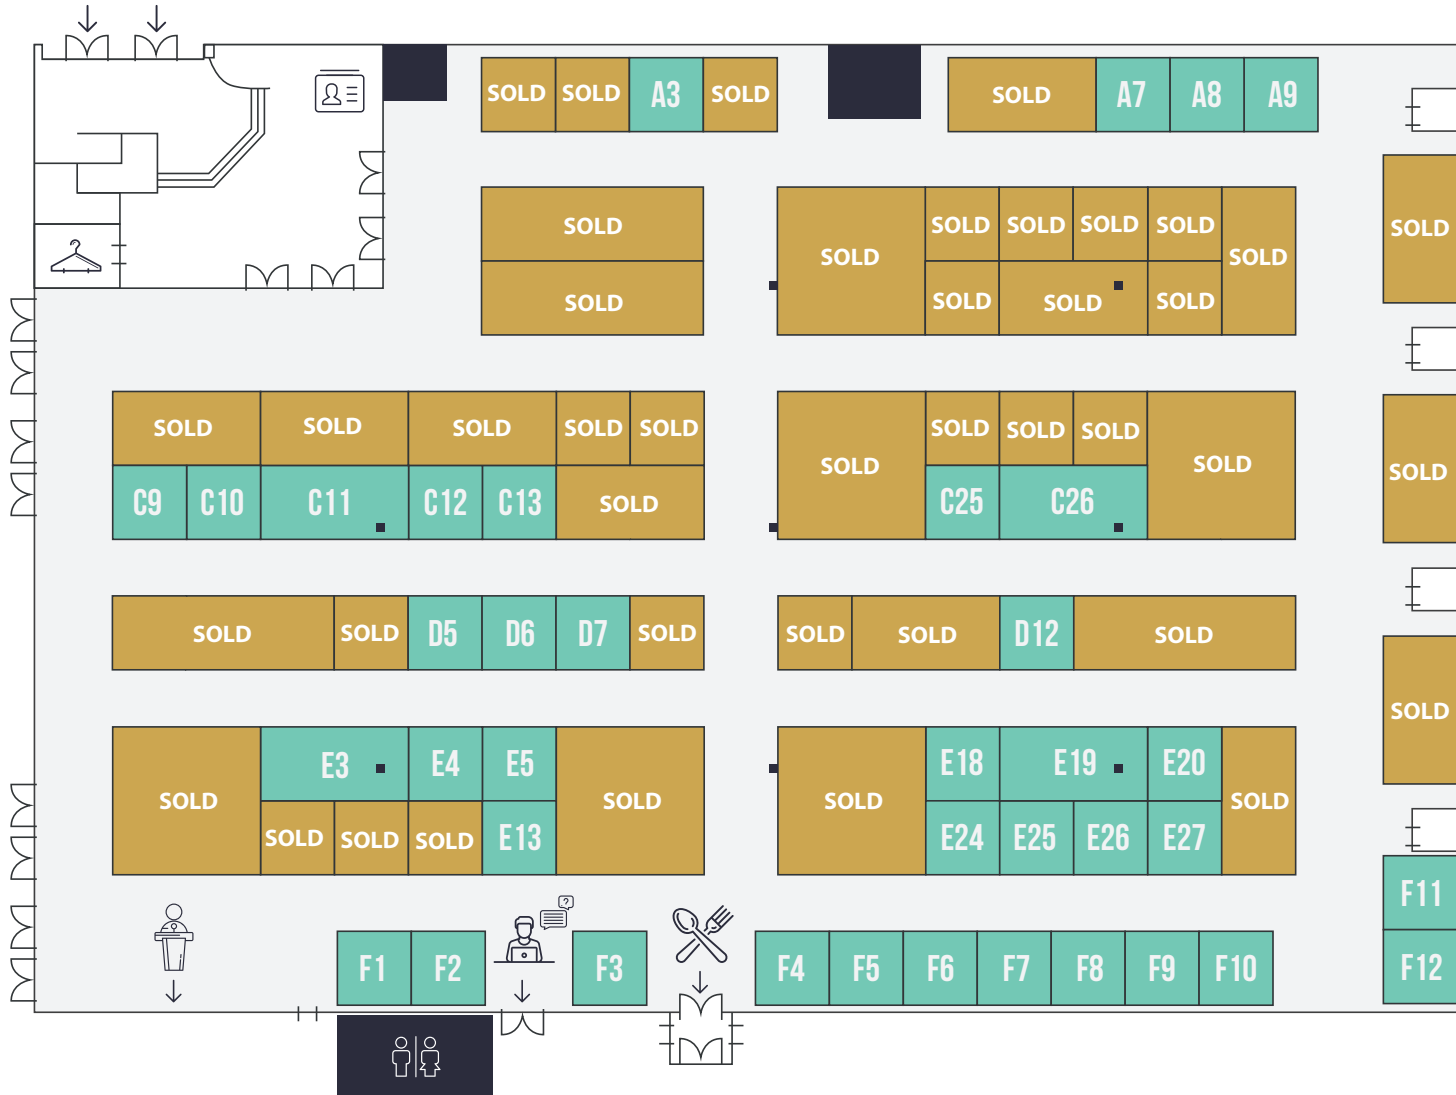 SOLD SOLD A3 SOLD
SOLD A7 A8 A9
SOLD
SOLD
SOLD SOLD SOLD SOLD SOLD SOLD
SOLD SOLD SOLD
SOLD
SOLD SOLD SOLD SOLD SOLD
C9 C10 C11 C12 C13 SOLD
SOLD SOLD SOLD SOLD SOLD
C25 C26
SOLD
SOLD SOLD D5 D6 D7 SOLD
SOLD SOLD D12 SOLD
SOLD
SOLD E3 E4 E5 SOLD
SOLD SOLD SOLD E13
SOLD E18 E19 E20 SOLD
E24 E25 E26 E27
F11
F12
?
F1 F2 F3
F4 F5 F6 F7 F8 F9 F10